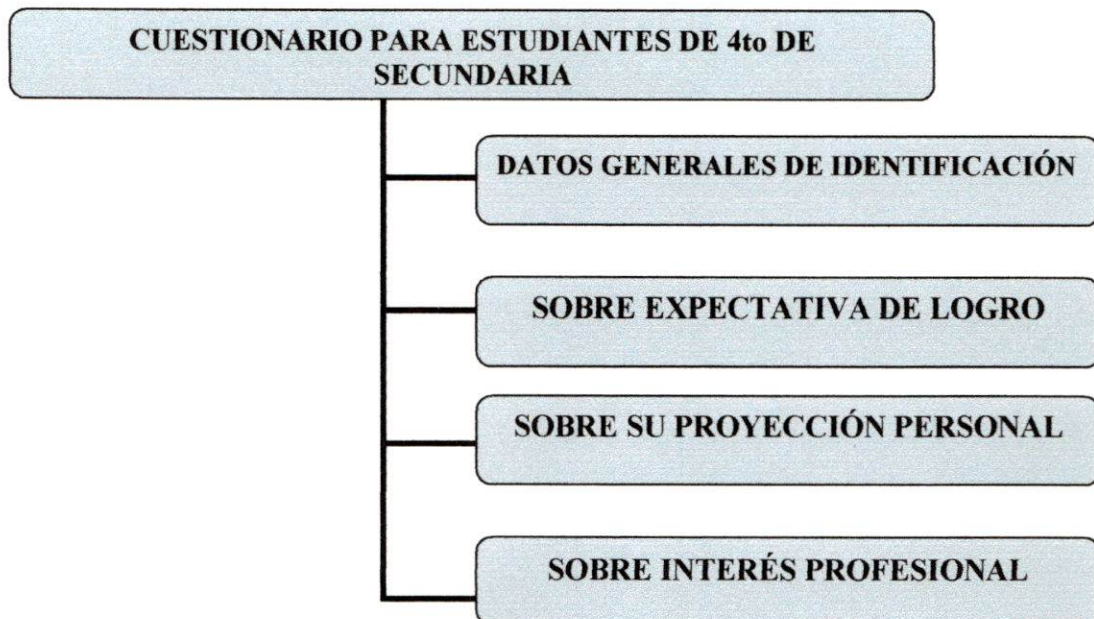 CUESTIONARIO PARA ESTUDIANTES DE 4to DE
SECUNDARIA
DATOS GENERALES DE IDENTIFICACIÓN
SOBRE EXPECTATIVA DE LOGRO
SOBRE SU PROYECCIÓN PERSONAL
SOBRE INTERÉS PROFESIONAL